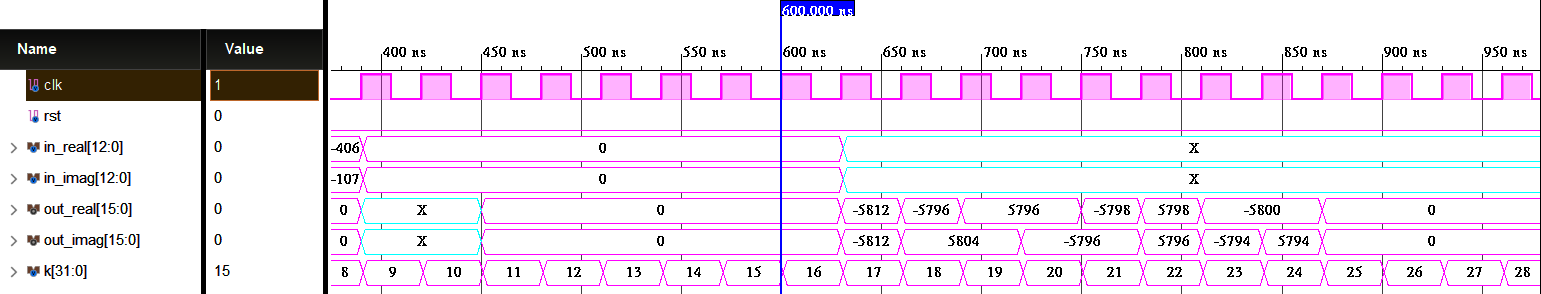 600.000 ns
Name Value 400 ns 450 ns 500 ns 550 ns 600 ns 650 ns 700 ns 750 ns 800 ns 850 ns 900 ns 950 ns
clk 1
rst 0
in_real[12:0] 0 -406 0 X
in_imag[12:0] 0 -107 0 X
out_real[15:0] 0 0 X 0 -5812 -5796 5796 -5798 5798 -5800 0
out_imag[15:0] 0 0 X 0 -5812 5804 -5796 5796 -5794 5794 0
k[31:0] 15 8 9 10 11 12 13 14 15 16 17 18 19 20 21 22 23 24 25 26 27 28